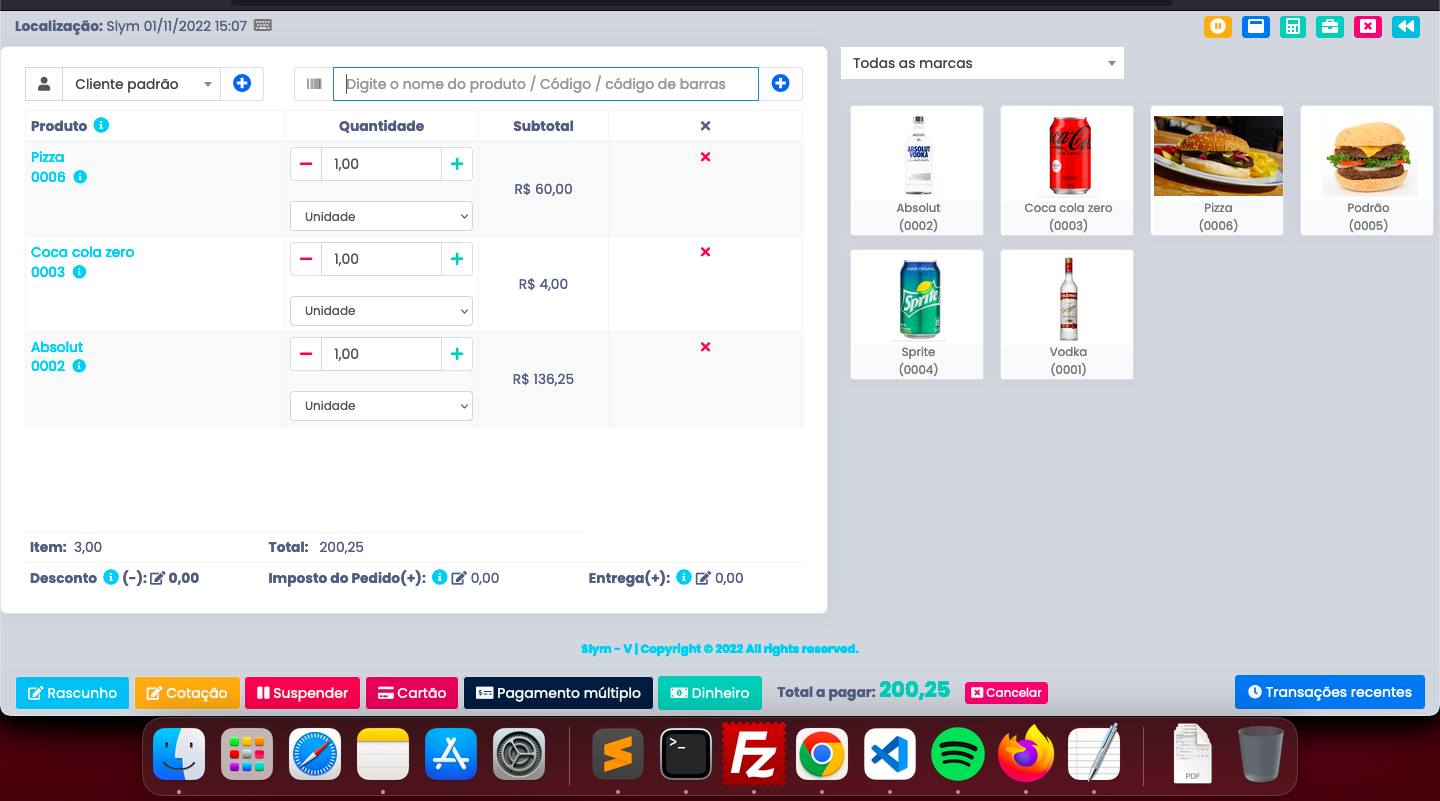 Localização: Slym 01/11/2022 15:07
Cliente padrão
Digite o nome do produto / Código / código de barras
Todas as marcas
Produto Quantidade Subtotal
Pizza
0006
1,00
Unidade
R$ 60,00
Coca cola zero
0003
1,00
Unidade
R$ 4,00
Absolut
0002
1,00
Unidade
R$ 136,25
Item: 3,00 Total: 200,25
Desconto (-): 0,00 Imposto do Pedido(+): 0,00 Entrega(+): 0,00
ABSOLUT
VODKA
Absolut
(0002)
Coca cola zero
(0003)
Pizza
(0006)
Podrão
(0005)
Sprite
Sprite
(0004)
Vodka
(0001)
Slym - V | Copyright © 2022 All rights reserved.
Rascunho Cotação Suspender Cartão Pagamento múltiplo Dinheiro Total a pagar: 200,25 Cancelar Transações recentes
>_
Fz
PDF